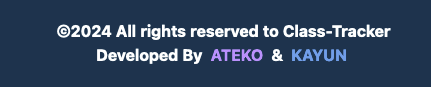 ©2024 All rights reserved to Class-Tracker
Developed By ATEKO & KAYUN